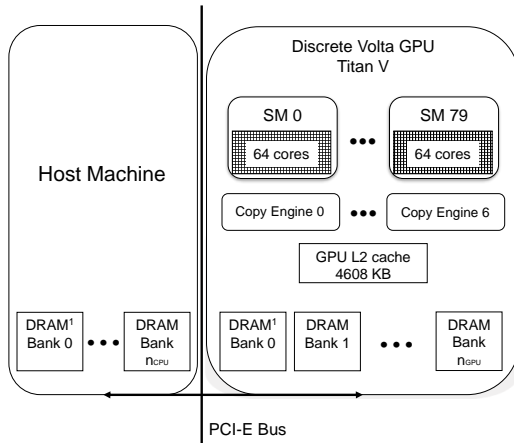 Discrete Volta GPU
Titan V
SM 0
64 cores
SM 79
64 cores
Host Machine
Copy Engine 0
Copy Engine 6
GPU L2 cache
4608 KB
DRAM¹
Bank 0
DRAM
Bank
nCPU
DRAM¹
Bank 0
DRAM
Bank 1
DRAM
Bank
nGPU
PCI-E Bus